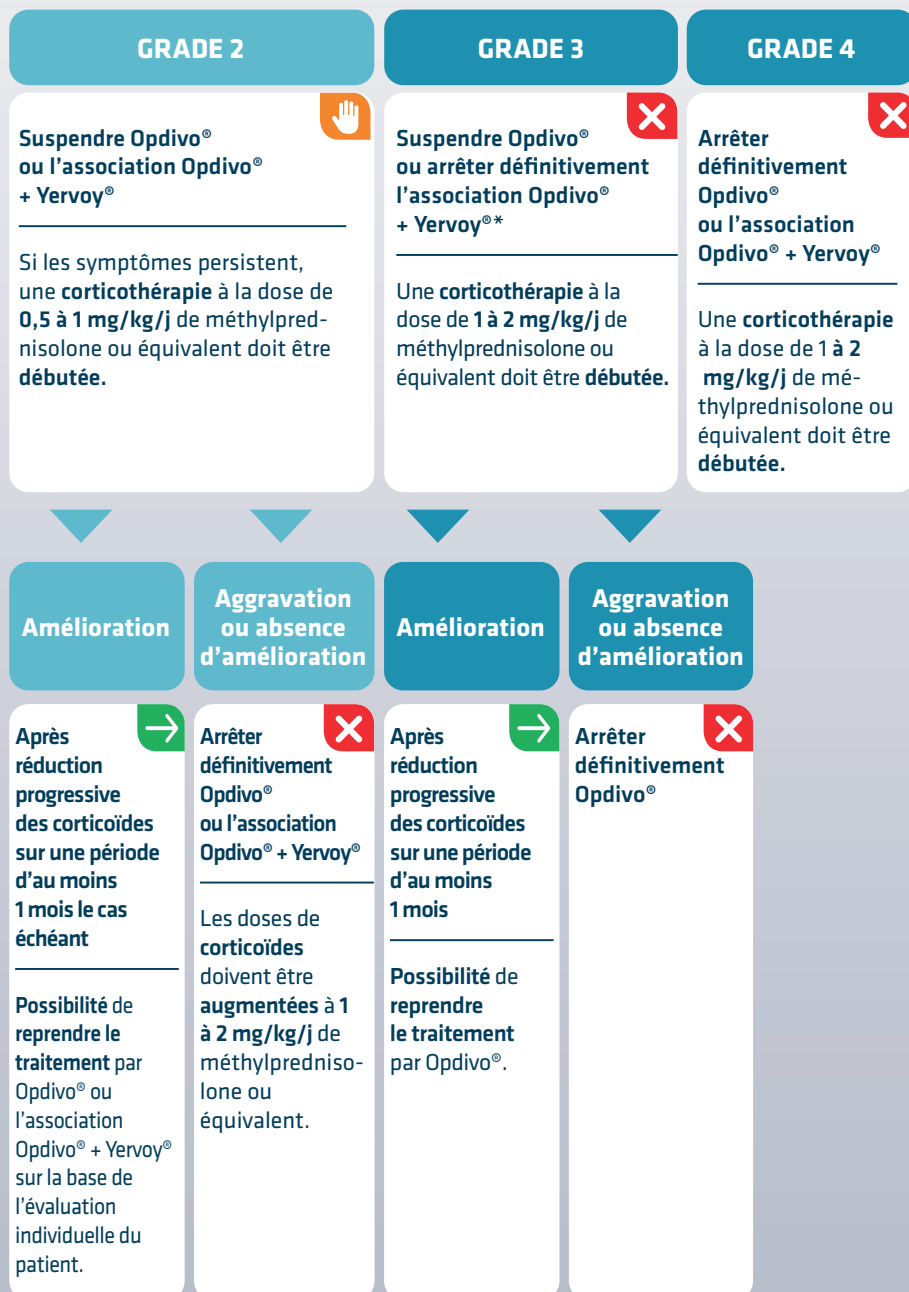 GRADE 2
Suspendre Opdivo®
ou l’association Opdivo®
+ Yervoy®
Si les symptômes persistent,
une corticothérapie à la dose de
0,5 à 1 mg/kg/j de méthylpred-
nisolone ou équivalent doit être
débutée.
GRADE 3
Suspendre Opdivo®
ou arrêter définitivement
l’association Opdivo®
+ Yervoy®*
Une corticothérapie à la
dose de 1 à 2 mg/kg/j de
méthylprednisolone ou
équivalent doit être débutée.
GRADE 4
Arrêter
définitivement
Opdivo®
ou l’association
Opdivo® + Yervoy®
Une corticothérapie
à la dose de 1 à 2
mg/kg/j de mé-
thylprednisolone ou
équivalent doit être
débutée.
Amélioration
Après
réduction
progressive
des corticoïdes
sur une période
d’au moins
1 mois le cas
échéant
Possibilité de
reprendre le
traitement par
Opdivo® ou
l’association
Opdivo® + Yervoy®
sur la base de
l’évaluation
individuelle du
patient.
Aggravation
ou absence
d’amélioration
Arrêter
définitivement
Opdivo®
ou l’association
Opdivo® + Yervoy®
Les doses de
corticoïdes
doivent être
augmentées à 1
à 2 mg/kg/j de
méthylpredniso-
lone ou
équivalent.
Amélioration
Après
réduction
progressive
des corticoïdes
sur une période
d’au moins
1 mois
Possibilité de
reprendre
le traitement
par Opdivo®.
Aggravation
ou absence
d’amélioration
Arrêter
définitivement
Opdivo®